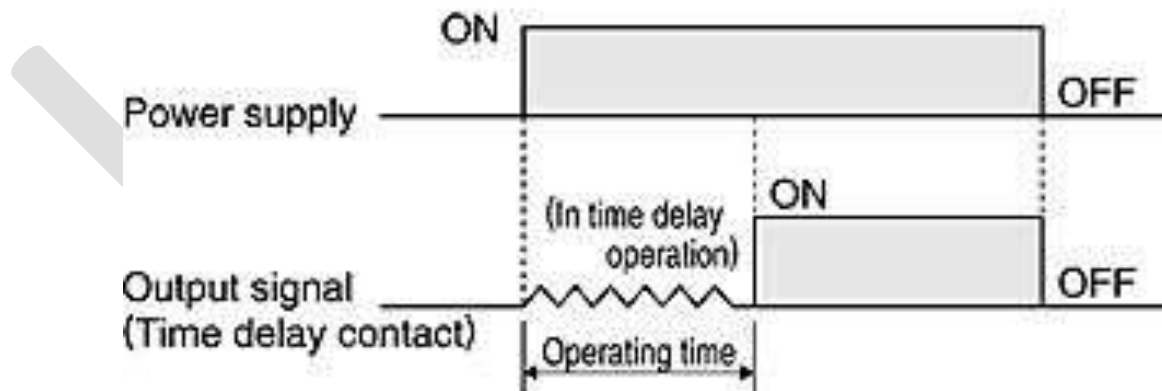 ON
Power supply
OFF
(In time delay
operation)
ON
Output signal
(Time delay contact)
OFF
Operating time